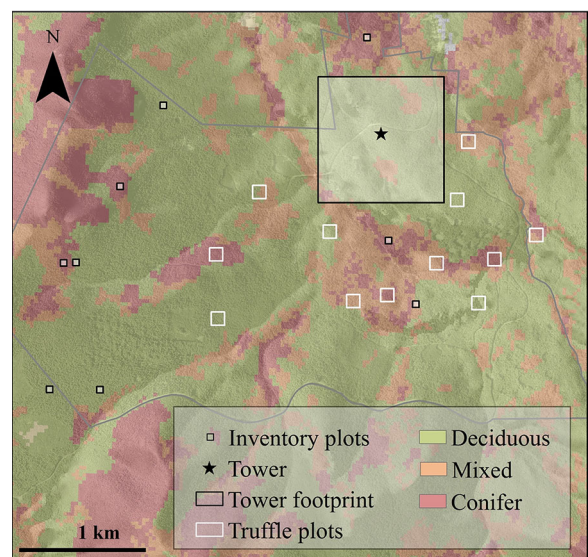 N
Inventory plots
Tower
Tower footprint
Truffle plots
Deciduous
Mixed
Conifer
1 km